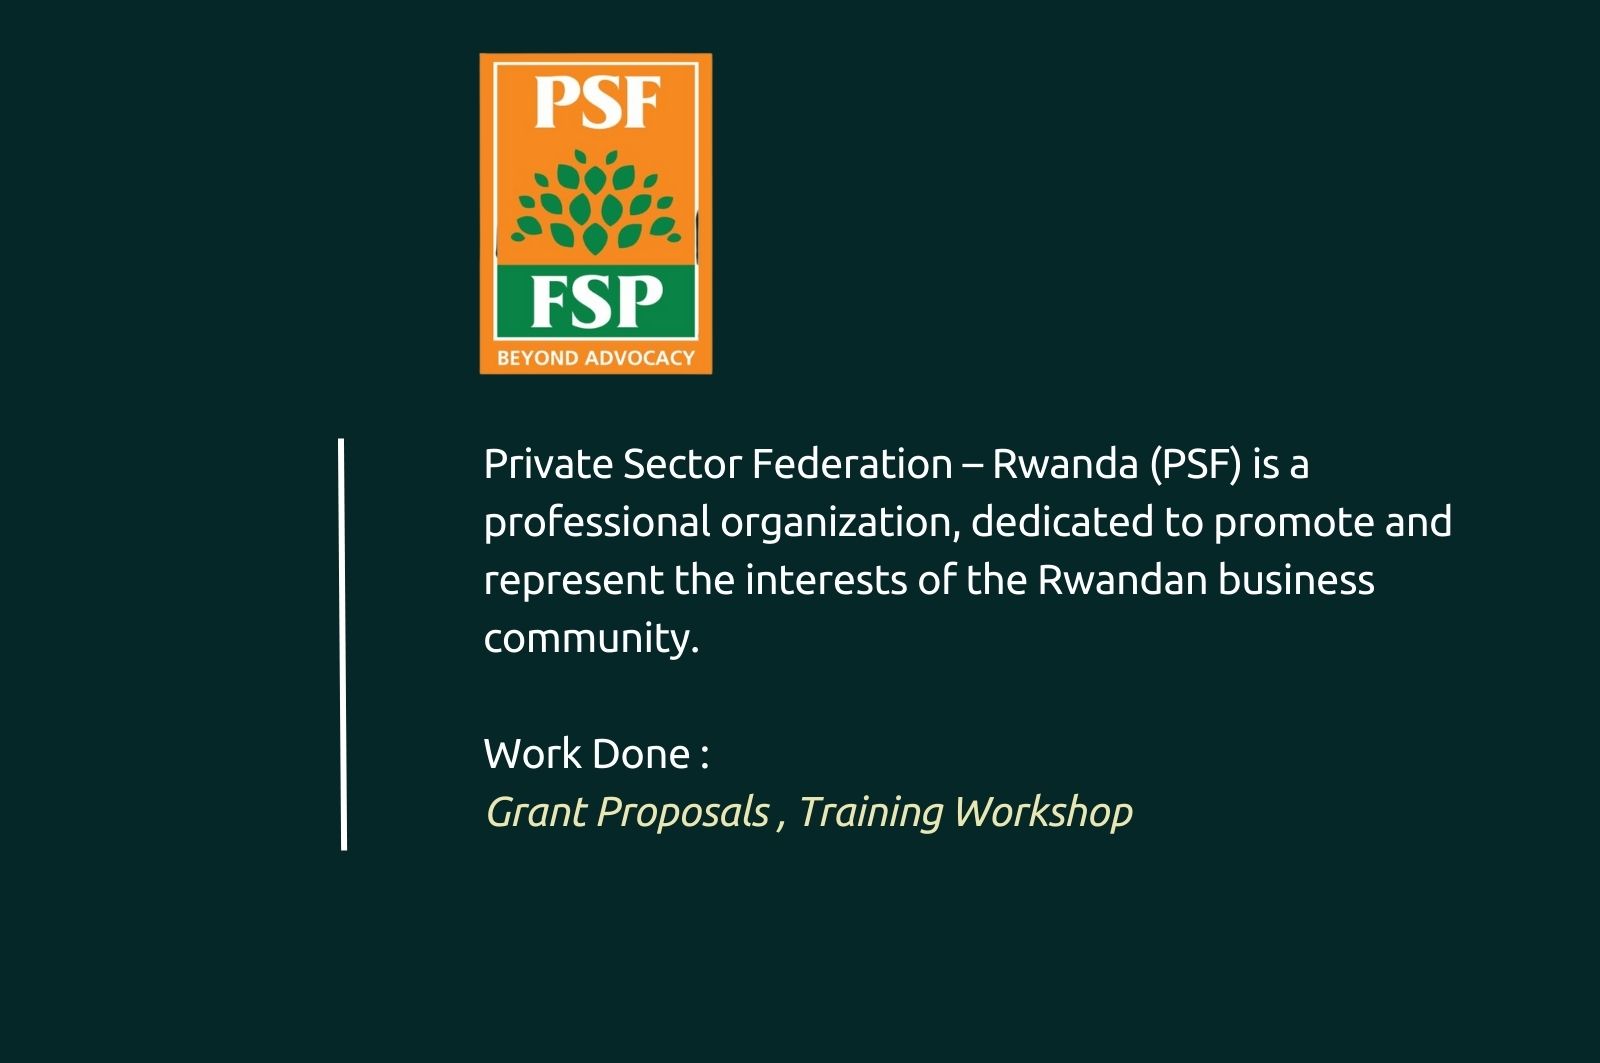 PSF
FSP
BEYOND ADVOCACY
Private Sector Federation – Rwanda (PSF) is a
professional organization, dedicated to promote and
represent the interests of the Rwandan business
community.
Work Done :
Grant Proposals , Training Workshop